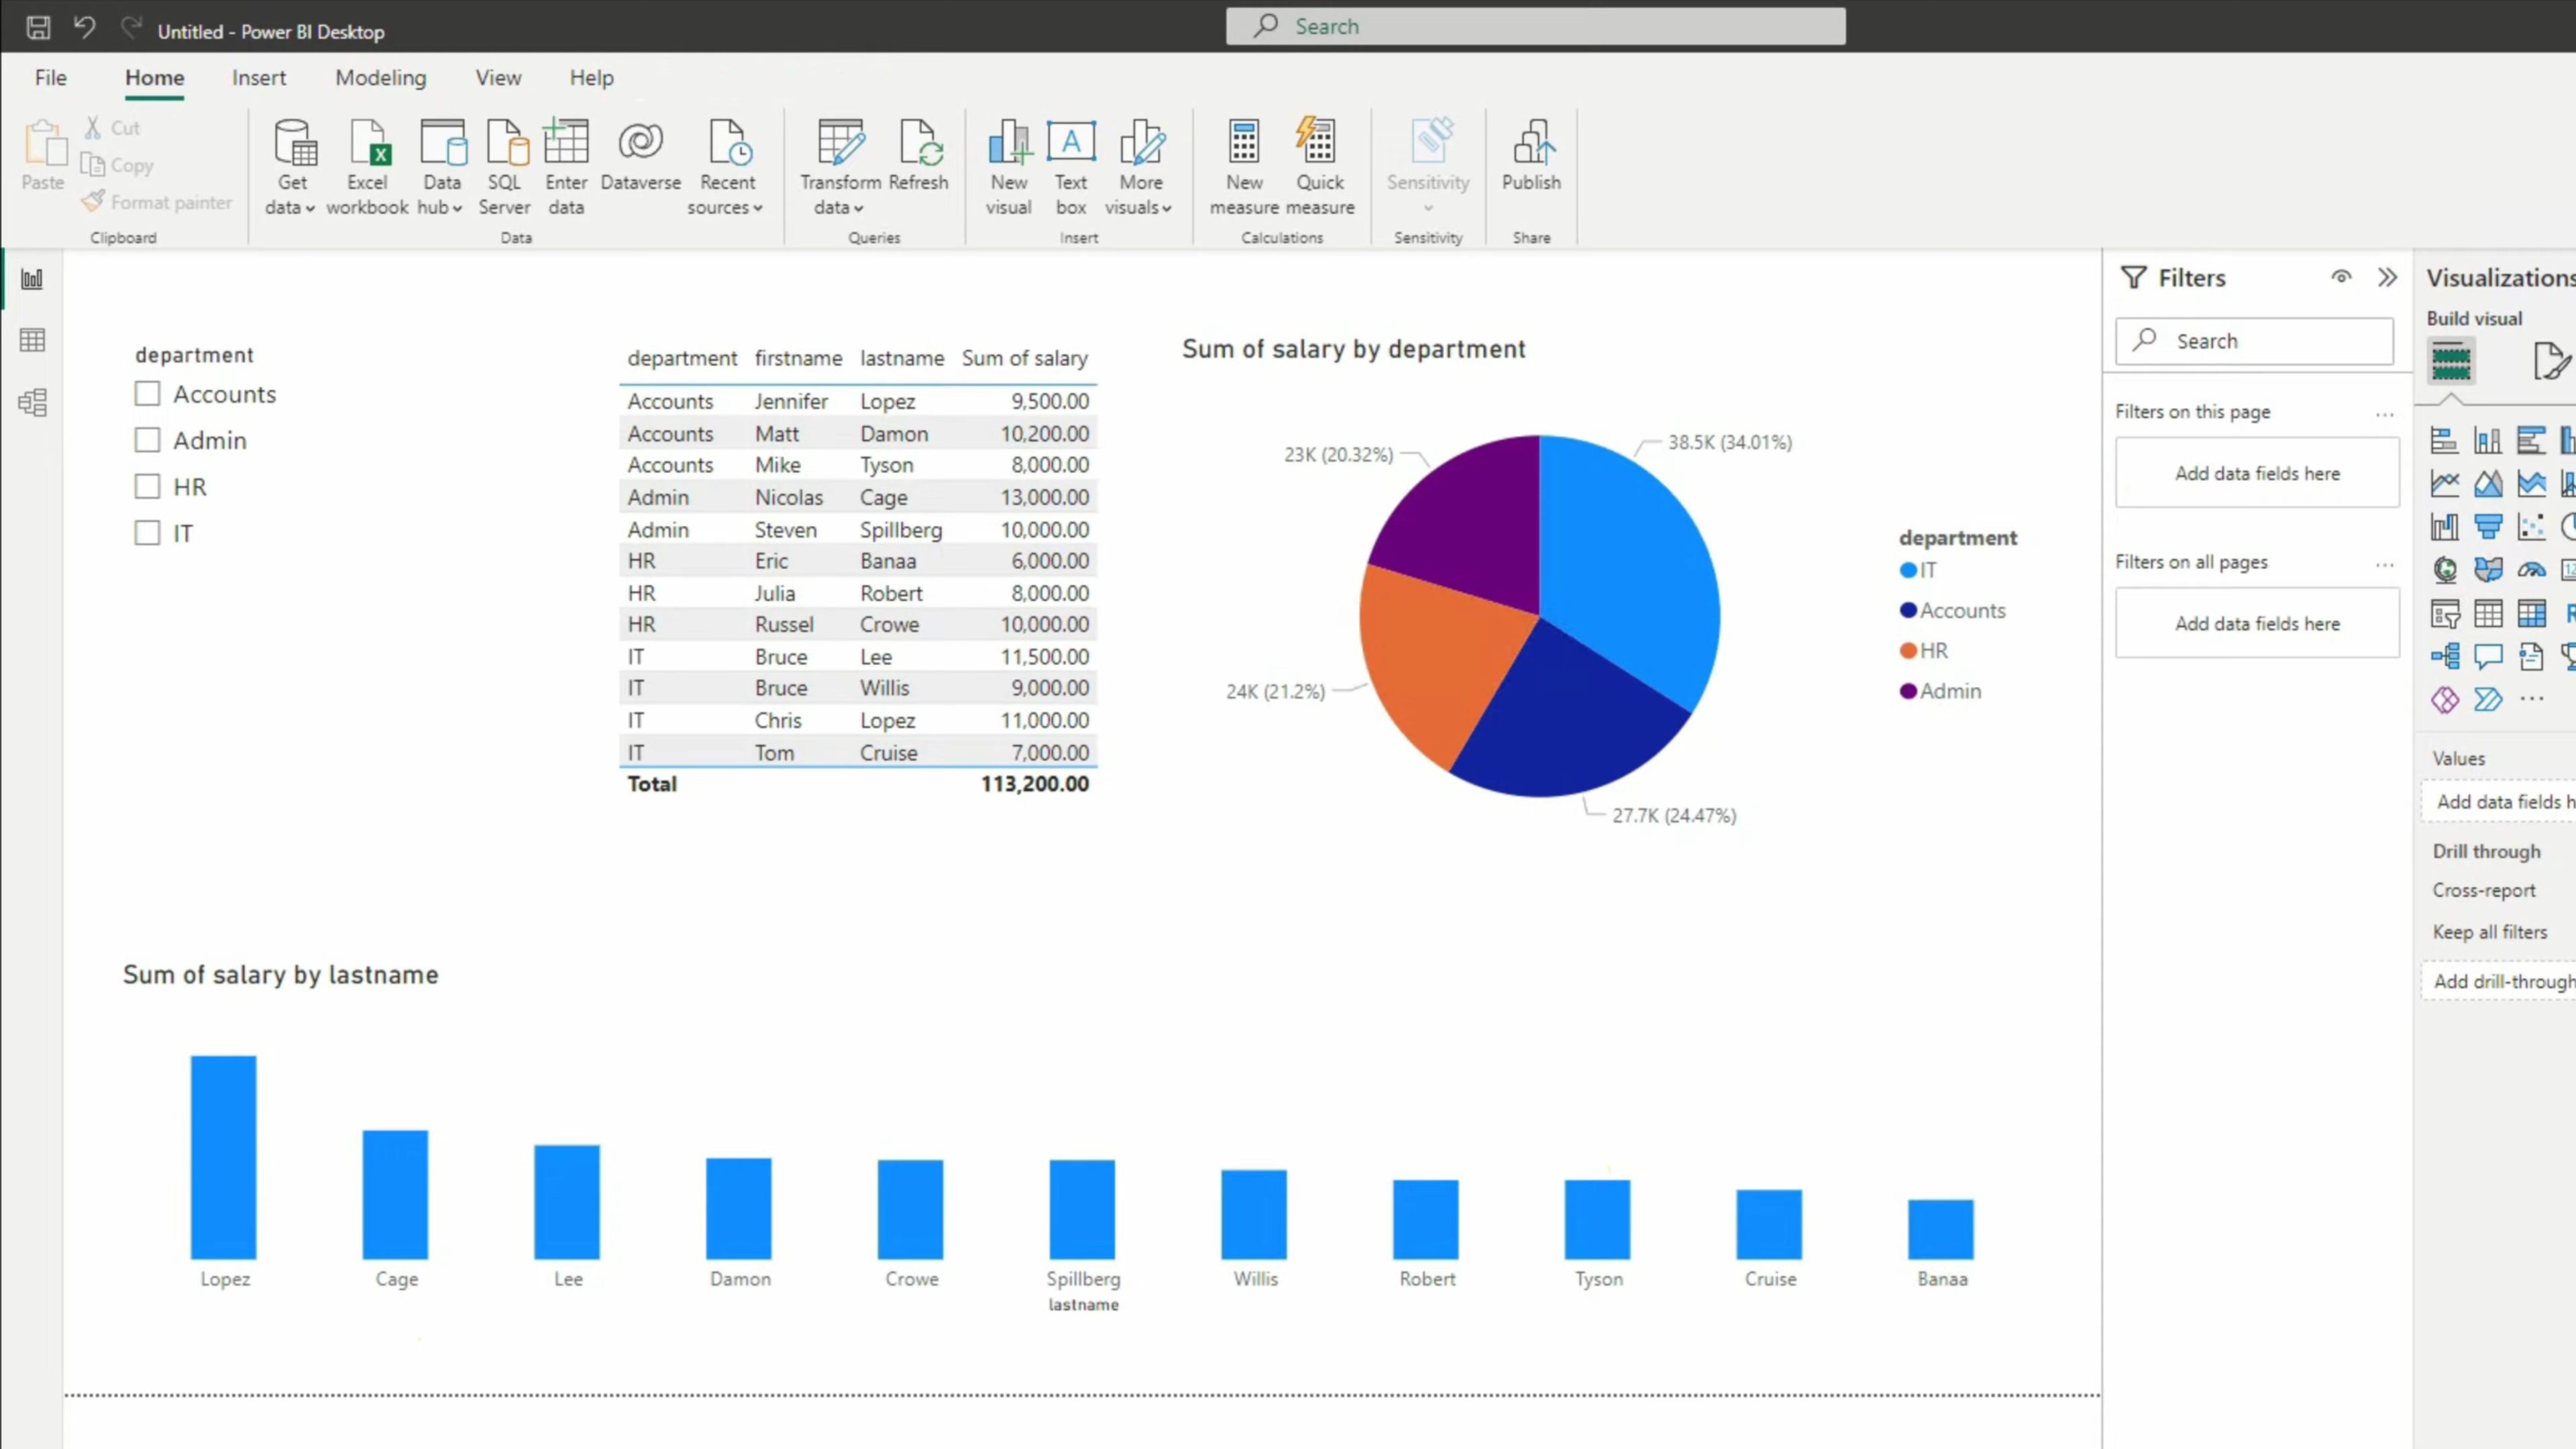 Untitled - Power BI Desktop
Search
File Home Insert Modeling View Help
Paste
Cut
Copy
Format painter
Clipboard
Get data
Excel workbook
Data hub
SQL Server
Enter data
Dataverse
Recent sources
Data
Transform data
Refresh
Queries
New visual
Text box
More visuals
Insert
New measure
Quick measure
Calculations
Sensitivity
Sensitivity
Publish
Share
department
Accounts
Admin
HR
IT
department firstname lastname Sum of salary
Accounts Jennifer Lopez 9,500.00
Accounts Matt Damon 10,200.00
Accounts Mike Tyson 8,000.00
Admin Nicolas Cage 13,000.00
Admin Steven Spillberg 10,000.00
HR Eric Banaa 6,000.00
HR Julia Robert 8,000.00
HR Russel Crowe 10,000.00
IT Bruce Lee 11,500.00
IT Bruce Willis 9,000.00
IT Chris Lopez 11,000.00
IT Tom Cruise 7,000.00
Total 113,200.00
Sum of salary by department
23K (20.32%)
38.5K (34.01%)
24K (21.2%)
27.7K (24.47%)
department
IT
Accounts
HR
Admin
Sum of salary by lastname
Lopez Cage Lee Damon Crowe Spillberg Willis Robert Tyson Cruise Banaa
lastname
Filters
Search
Filters on this page
Add data fields here
Filters on all pages
Add data fields here
Visualizations
Build visual
Values
Add data fields h
Drill through
Cross-report
Keep all filters
Add drill-through